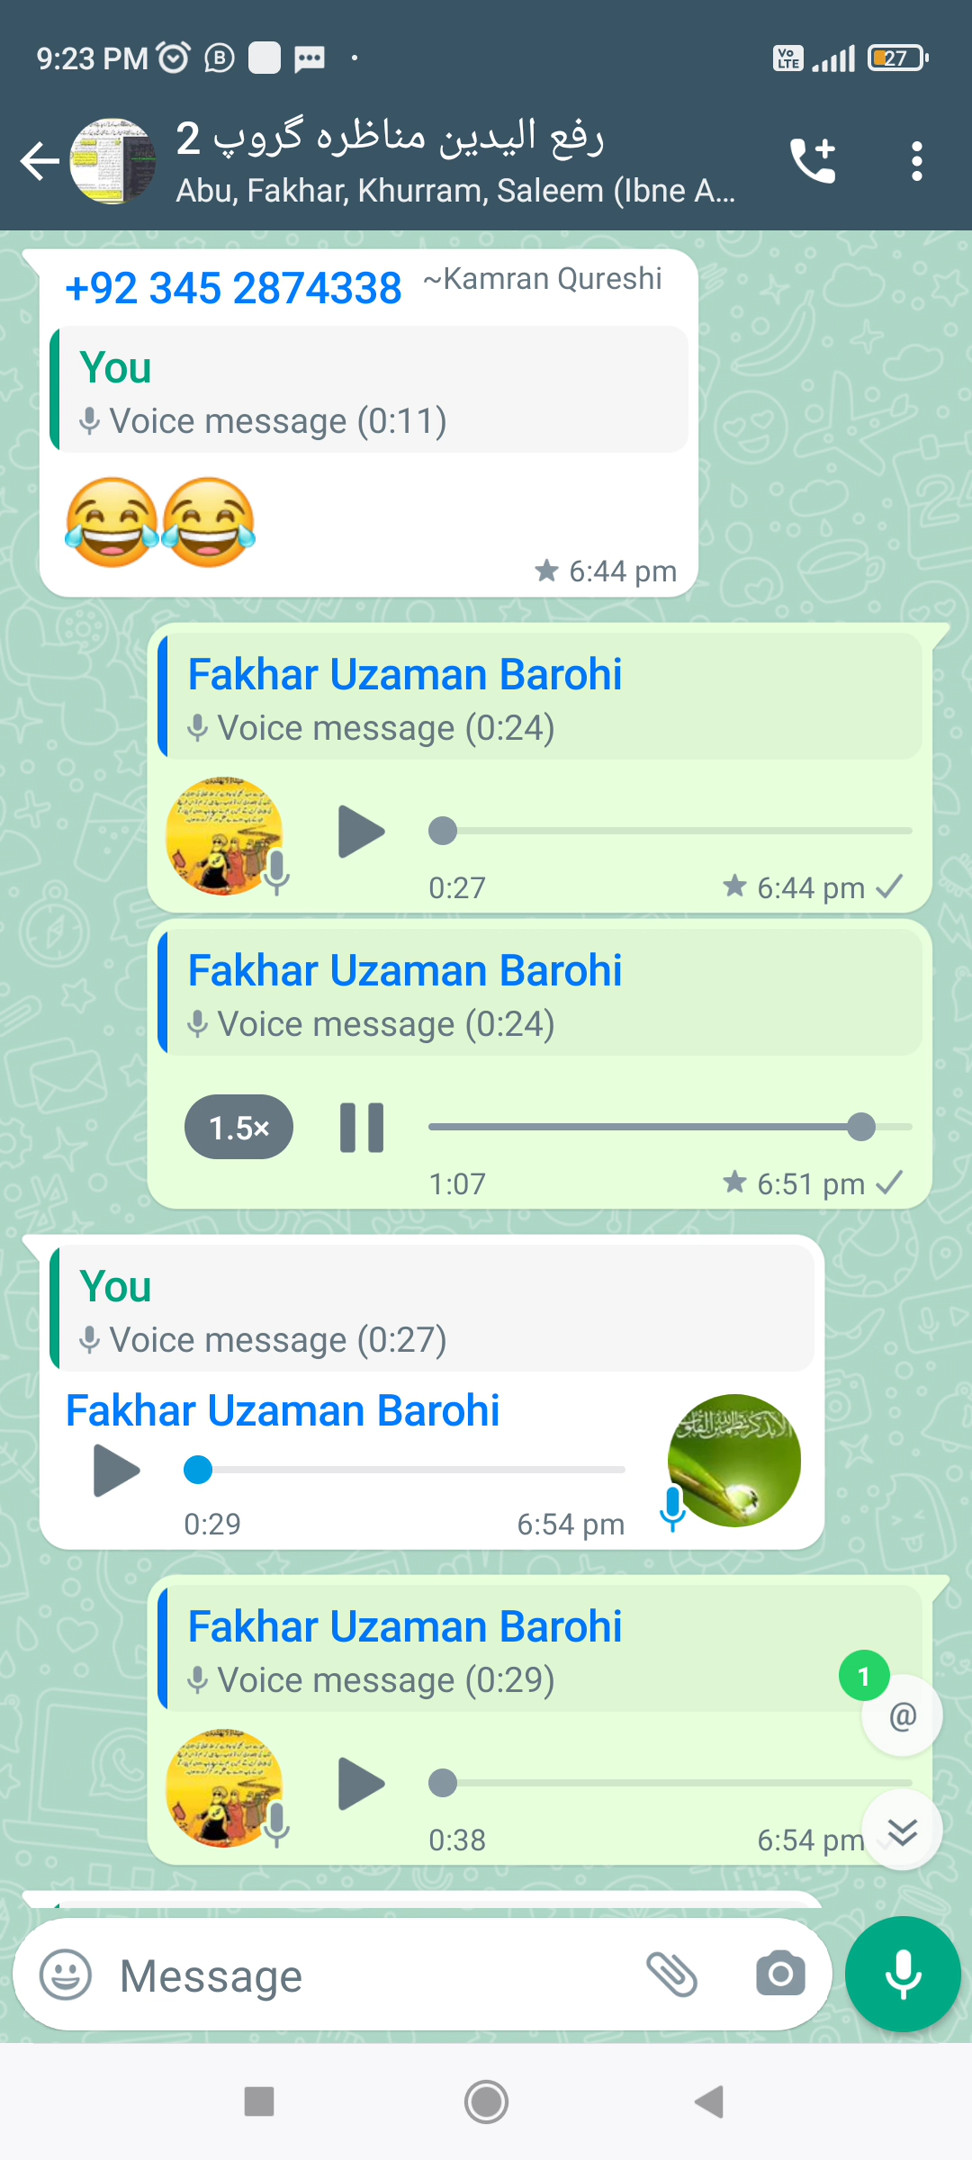 9:23 PM
Vo LTE
27
رفع الیدین مناظرہ گروپ 2
Abu, Fakhar, Khurram, Saleem (Ibne A...
+92 345 2874338 ~Kamran Qureshi
You
Voice message (0:11)
😂😂
6:44 pm
Fakhar Uzaman Barohi
Voice message (0:24)
0:27 6:44 pm
Fakhar Uzaman Barohi
Voice message (0:24)
1.5×
1:07 6:51 pm
You
Voice message (0:27)
Fakhar Uzaman Barohi
0:29 6:54 pm
Fakhar Uzaman Barohi
Voice message (0:29)
1
@
0:38 6:54 pm
Message